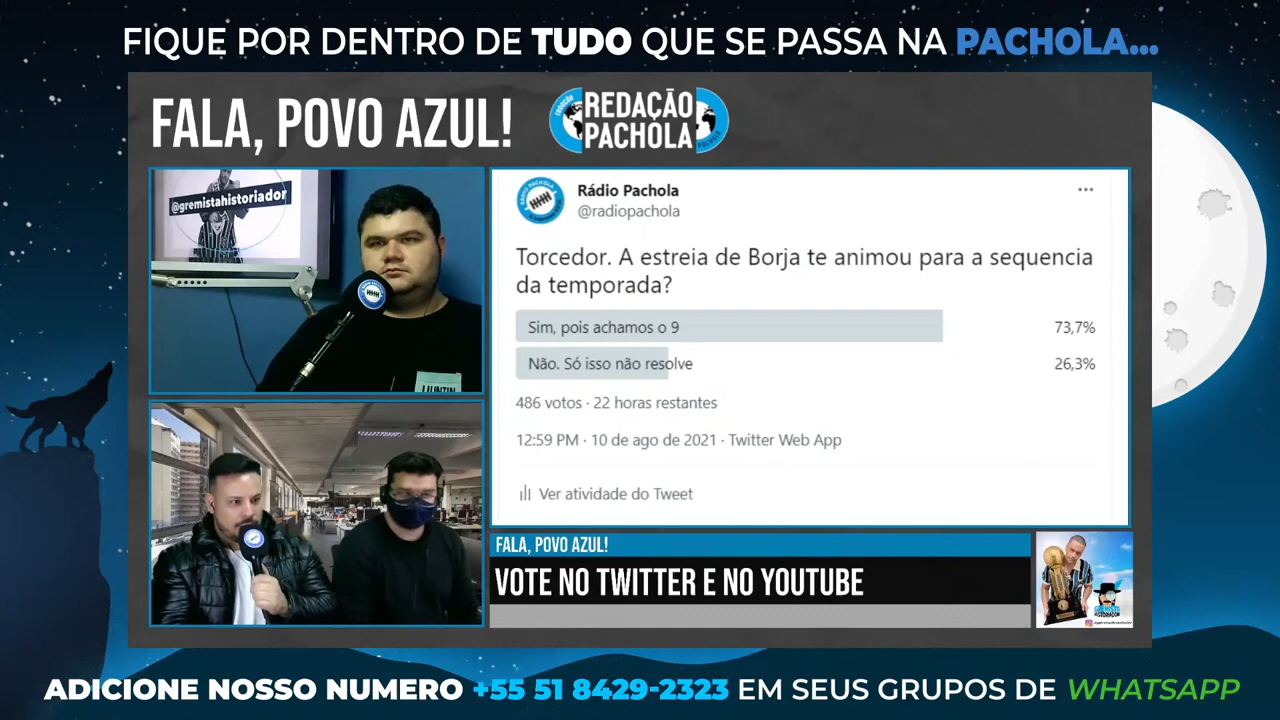 FIQUE POR DENTRO DE TUDO QUE SE PASSA NA PACHOLA...
FALA, POVO AZUL!
REDAÇÃO
REDAÇÃO
PACHOLA
@gremistahistoriador
Rádio Pachola
@radiopachola
Torcedor. A estreia de Borja te animou para a sequencia
da temporada?
Sim, pois achamos o 9 73,7%
Não. Só isso não resolve 26,3%
486 votos · 22 horas restantes
12:59 PM · 10 de ago de 2021 · Twitter Web App
Ver atividade do Tweet
FALA, POVO AZUL!
VOTE NO TWITTER E NO YOUTUBE
GREMISTA
HISTORIADOR
ADICIONE NOSSO NUMERO +55 51 8429-2323 EM SEUS GRUPOS DE WHATSAPP